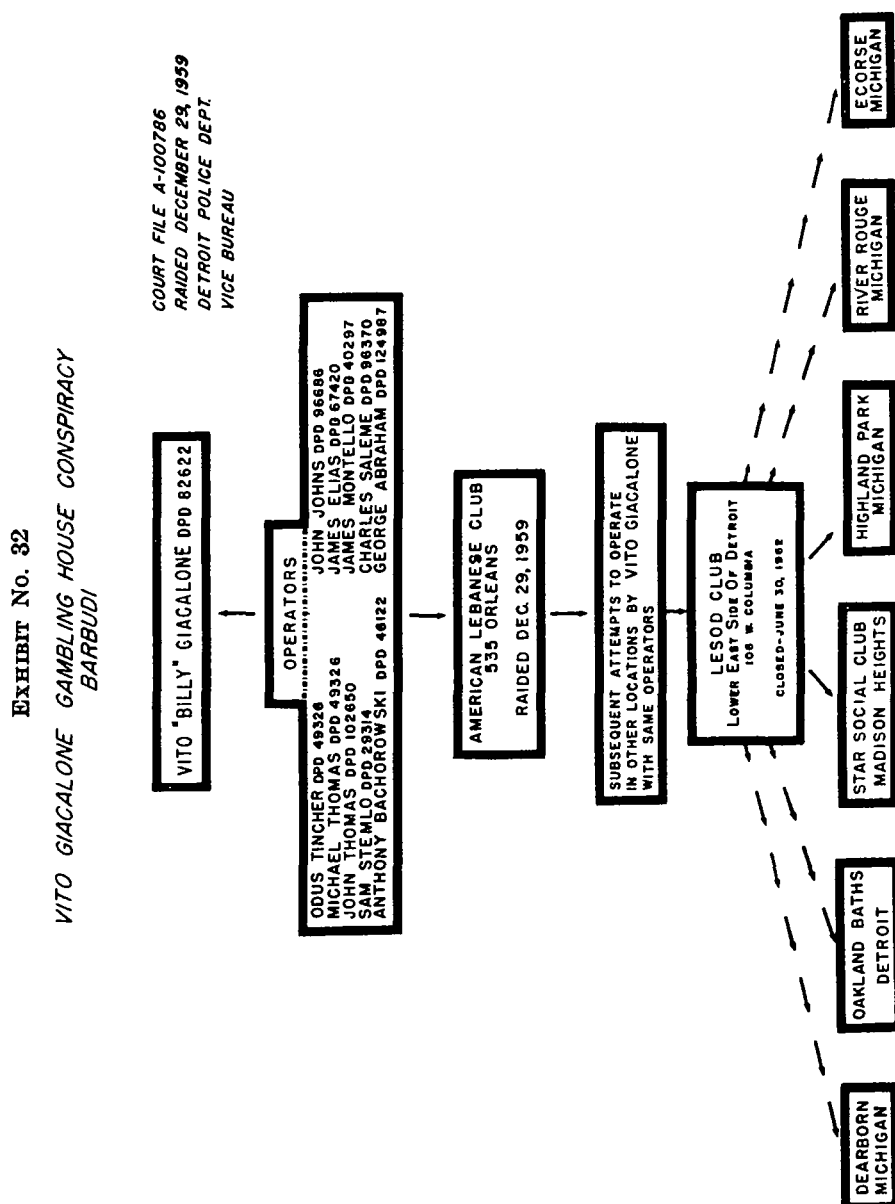 EXHIBIT No. 32
VITO GIACALONE GAMBLING HOUSE CONSPIRACY
BARBUDI
COURT FILE A-100786
RAIDED DECEMBER 29, 1959
DETROIT POLICE DEPT.
VICE BUREAU
VITO "BILLY" GIACALONE DPD 82622
OPERATORS
ODUS TINCHER DPD 49326
MICHAEL THOMAS DPD 49326
JOHN THOMAS DPD 102650
SAM STEMLO DPD 29314
ANTHONY BACHOROWSKI DPD 46122
JOHN JOHNS DPD 96686
JAMES ELIAS DPD 67420
JAMES MONTELLO DPD 40297
CHARLES SALEME DPD 96370
GEORGE ABRAHAM DPD 124987
AMERICAN LEBANESE CLUB
535 ORLEANS
RAIDED DEC. 29, 1959
SUBSEQUENT ATTEMPTS TO OPERATE
IN OTHER LOCATIONS BY VITO GIACALONE
WITH SAME OPERATORS
LESOD CLUB
LOWER EAST SIDE OF DETROIT
106 W. COLUMBIA
CLOSED-JUNE 30, 1962
DEARBORN
MICHIGAN
OAKLAND BATHS
DETROIT
STAR SOCIAL CLUB
MADISON HEIGHTS
HIGHLAND PARK
MICHIGAN
RIVER ROUGE
MICHIGAN
ECORSE
MICHIGAN